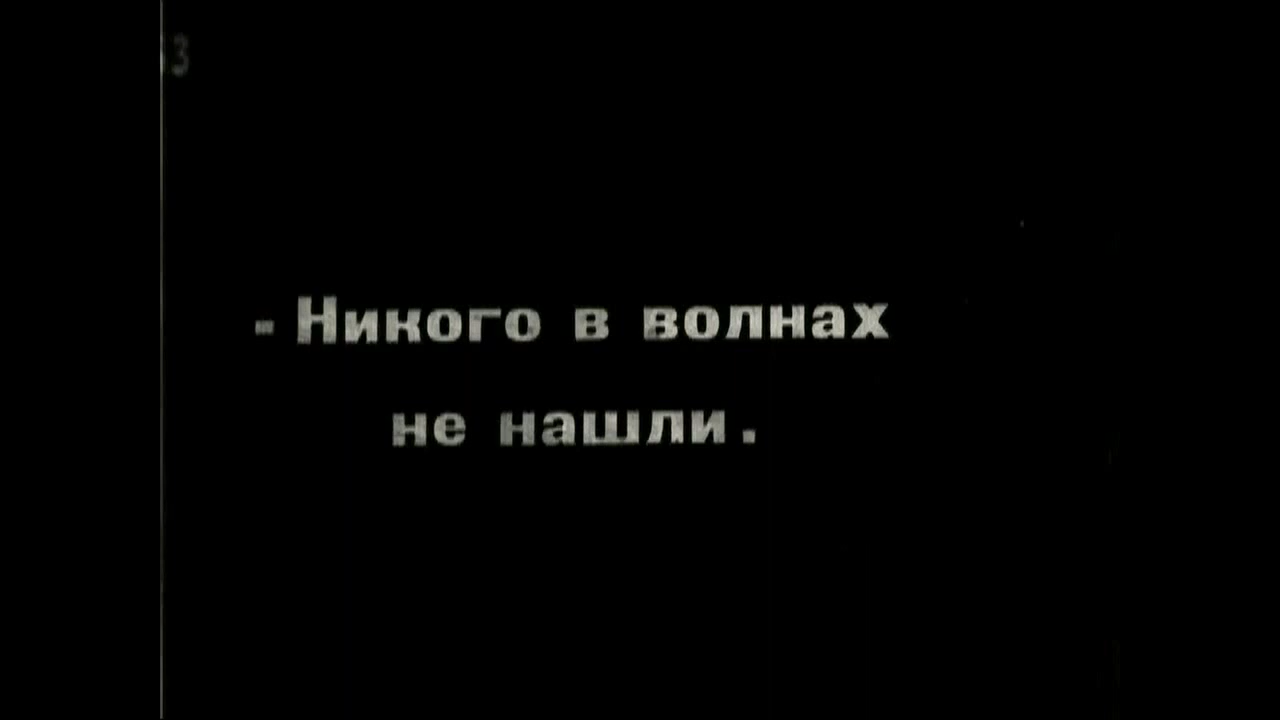 - Никого в волнах
не нашли.